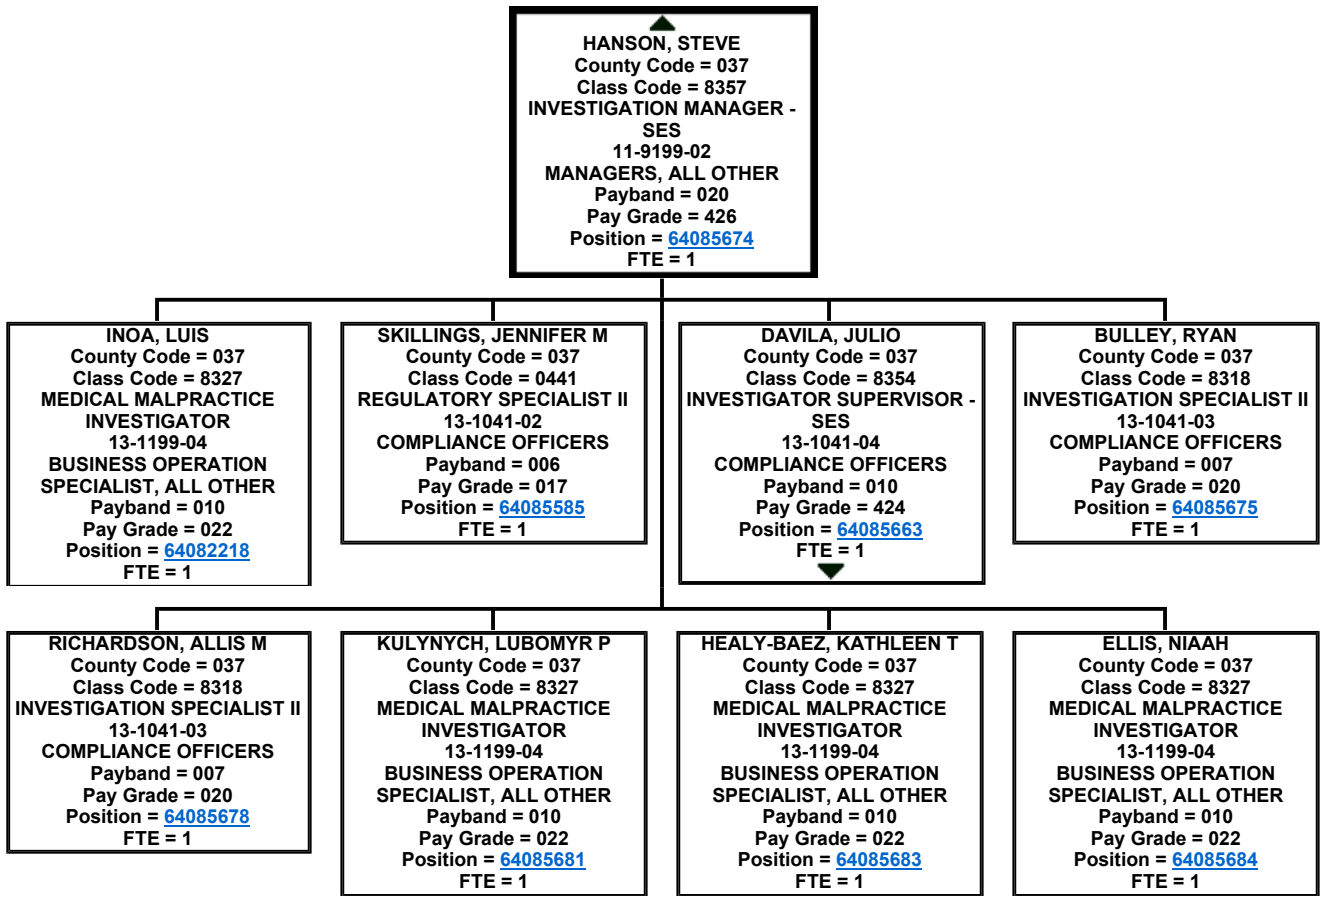 HANSON, STEVE
County Code = 037
Class Code = 8357
INVESTIGATION MANAGER -
SES
11-9199-02
MANAGERS, ALL OTHER
Payband = 020
Pay Grade = 426
Position = 64085674
FTE = 1
INOA, LUIS
County Code = 037
Class Code = 8327
MEDICAL MALPRACTICE
INVESTIGATOR
13-1199-04
BUSINESS OPERATION
SPECIALIST, ALL OTHER
Payband = 010
Pay Grade = 022
Position = 64082218
FTE = 1
SKILLINGS, JENNIFER M
County Code = 037
Class Code = 0441
REGULATORY SPECIALIST II
13-1041-02
COMPLIANCE OFFICERS
Payband = 006
Pay Grade = 017
Position = 64085585
FTE = 1
DAVILA, JULIO
County Code = 037
Class Code = 8354
INVESTIGATOR SUPERVISOR -
SES
13-1041-04
COMPLIANCE OFFICERS
Payband = 010
Pay Grade = 424
Position = 64085663
FTE = 1
BULLEY, RYAN
County Code = 037
Class Code = 8318
INVESTIGATION SPECIALIST II
13-1041-03
COMPLIANCE OFFICERS
Payband = 007
Pay Grade = 020
Position = 64085675
FTE = 1
RICHARDSON, ALLIS M
County Code = 037
Class Code = 8318
INVESTIGATION SPECIALIST II
13-1041-03
COMPLIANCE OFFICERS
Payband = 007
Pay Grade = 020
Position = 64085678
FTE = 1
KULYNYCH, LUBOMYR P
County Code = 037
Class Code = 8327
MEDICAL MALPRACTICE
INVESTIGATOR
13-1199-04
BUSINESS OPERATION
SPECIALIST, ALL OTHER
Payband = 010
Pay Grade = 022
Position = 64085681
FTE = 1
HEALY-BAEZ, KATHLEEN T
County Code = 037
Class Code = 8327
MEDICAL MALPRACTICE
INVESTIGATOR
13-1199-04
BUSINESS OPERATION
SPECIALIST, ALL OTHER
Payband = 010
Pay Grade = 022
Position = 64085683
FTE = 1
ELLIS, NIAAH
County Code = 037
Class Code = 8327
MEDICAL MALPRACTICE
INVESTIGATOR
13-1199-04
BUSINESS OPERATION
SPECIALIST, ALL OTHER
Payband = 010
Pay Grade = 022
Position = 64085684
FTE = 1